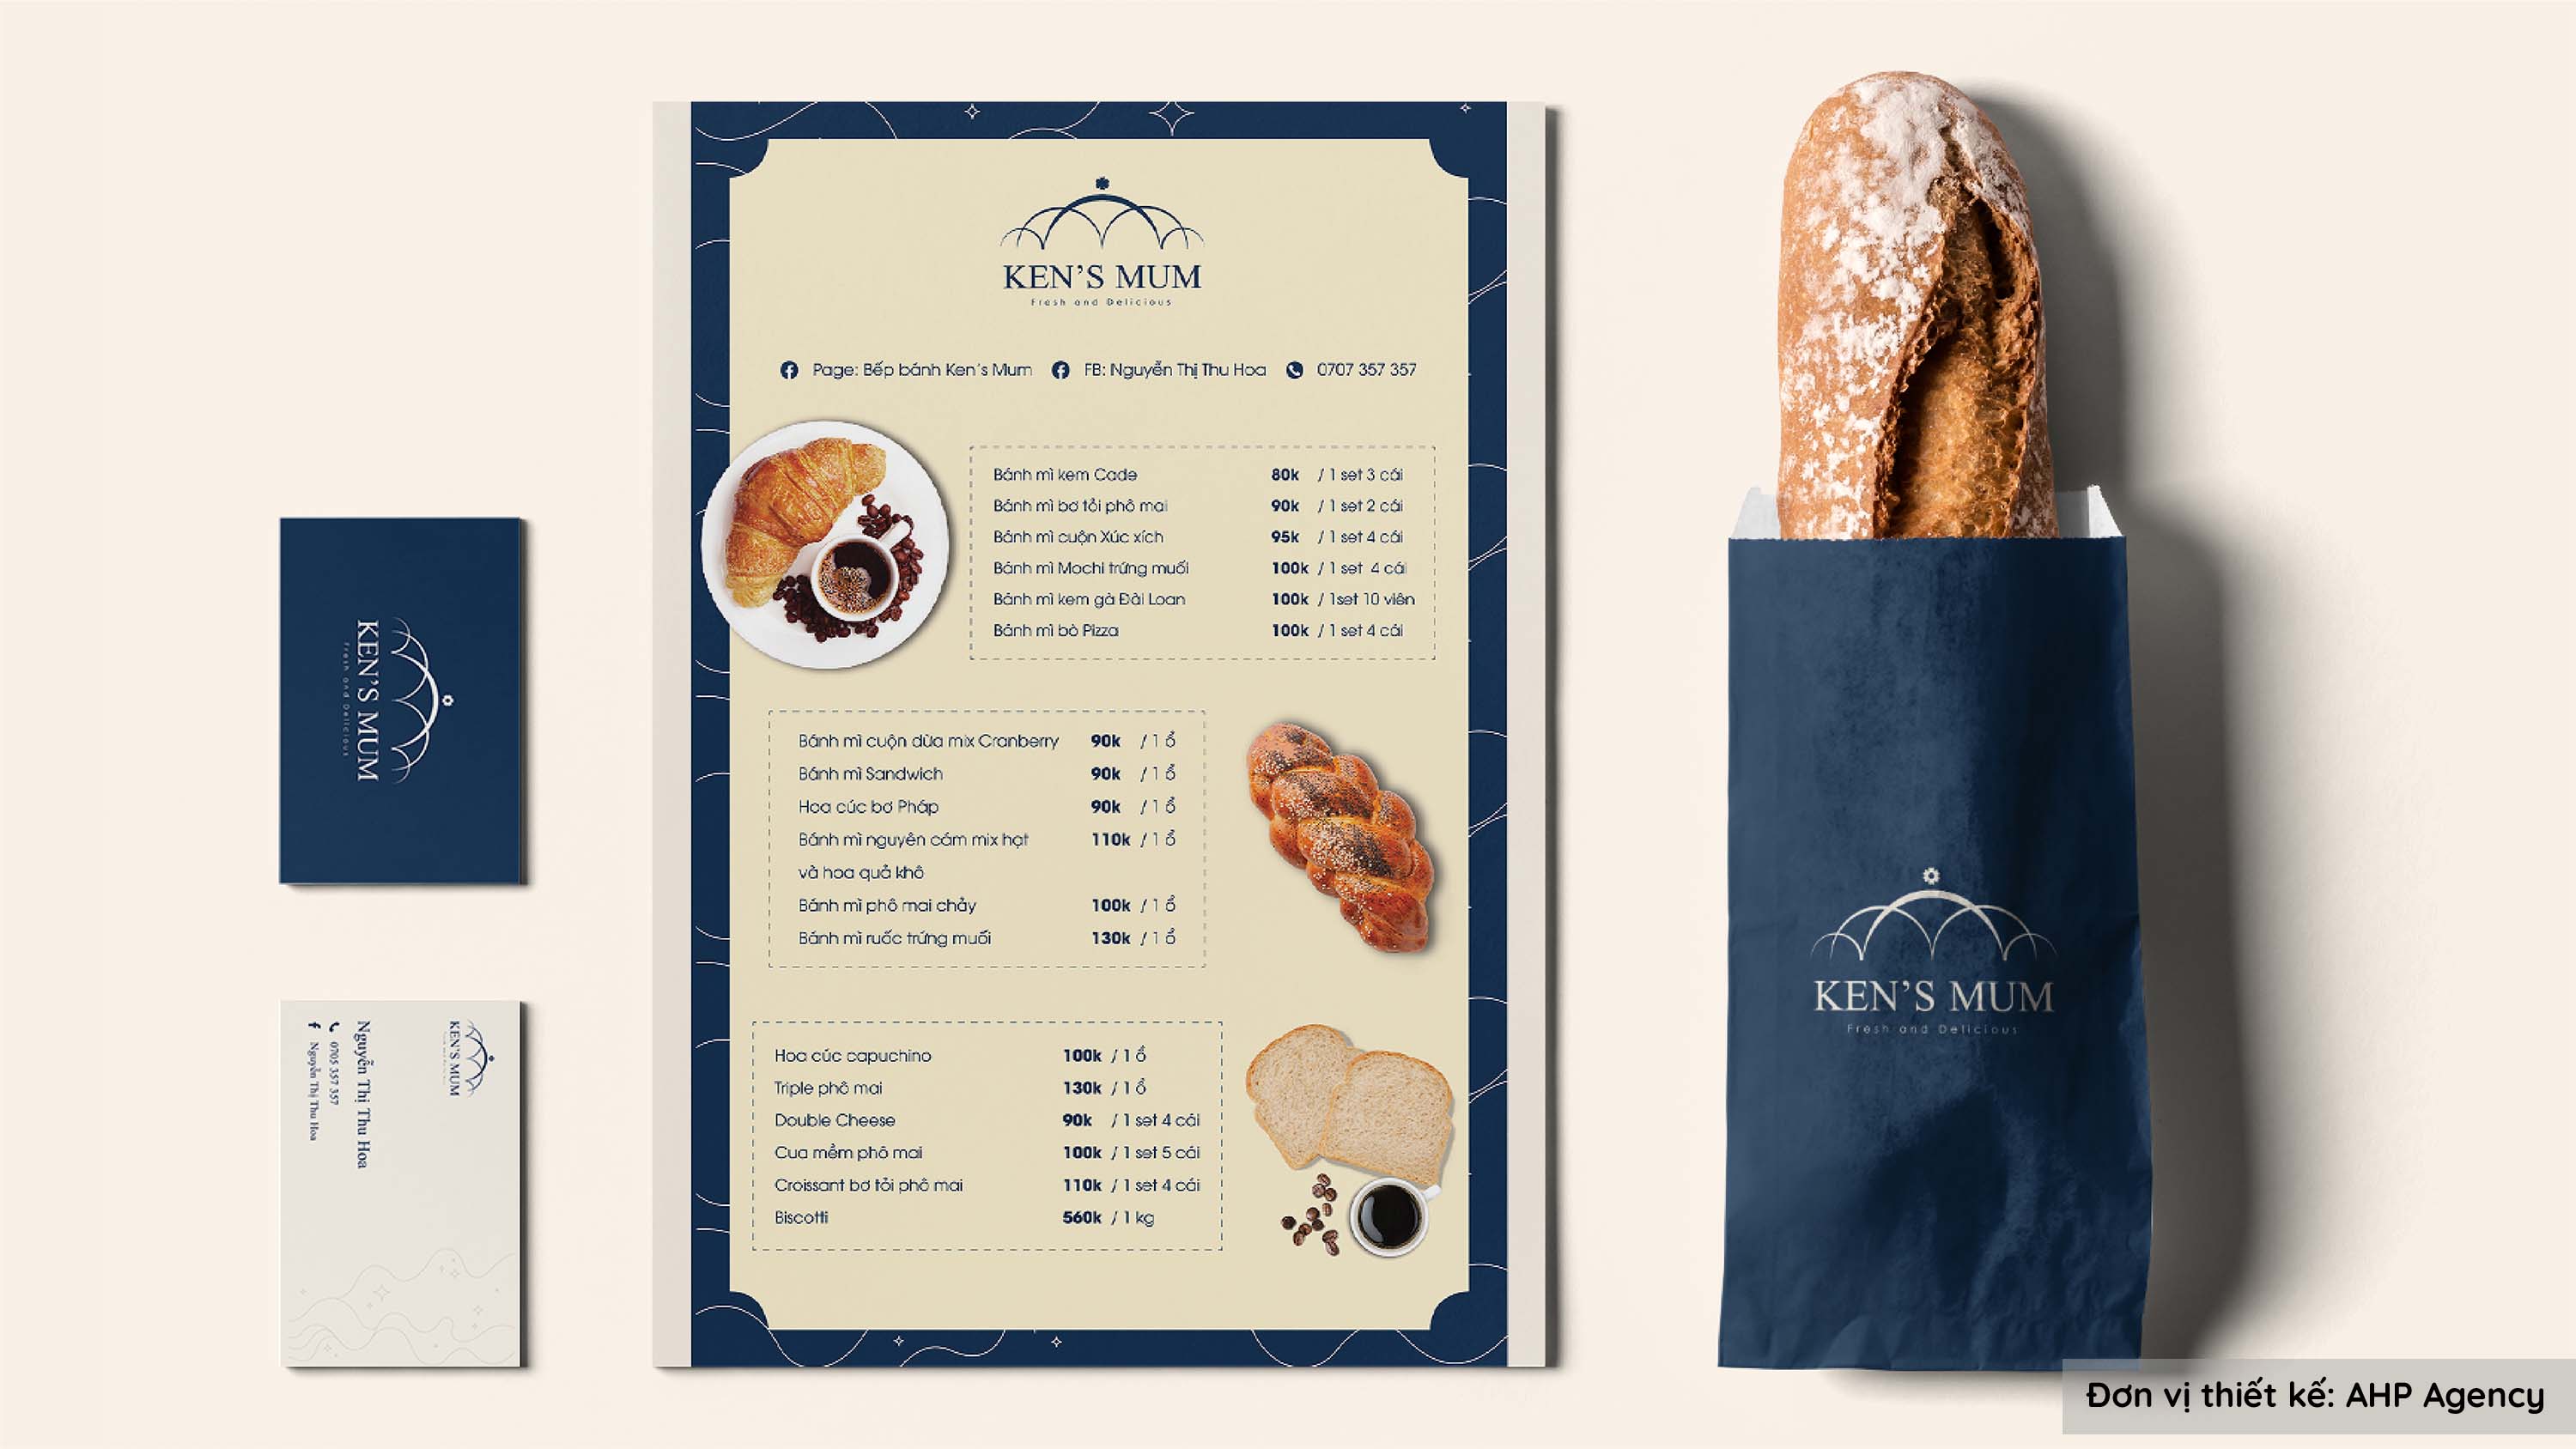 KEN'S MUM
Fresh and Delicious
Page: Bếp bánh Ken's Mum FB: Nguyễn Thị Thu Hoa 0707 357 357
Bánh mì kem Cade 80k / 1 set 3 cái
Bánh mì bơ tỏi phô mai 90k / 1 set 2 cái
Bánh mì cuộn Xúc xích 95k / 1 set 4 cái
Bánh mì Mochi trứng muối 100k / 1 set 4 cái
Bánh mì kem gà Đài Loan 100k / 1set 10 viên
Bánh mì bò Pizza 100k / 1 set 4 cái
Bánh mì cuộn dừa mix Cranberry 90k / 1 ổ
Bánh mì Sandwich 90k / 1 ổ
Hoa cúc bơ Pháp 90k / 1 ổ
Bánh mì nguyên cám mix hạt 110k / 1 ổ
và hoa quả khô
Bánh mì phô mai chảy 100k / 1 ổ
Bánh mì ruốc trứng muối 130k / 1 ổ
Hoa cúc capuchino 100k / 1 ổ
Triple phô mai 130k / 1 ổ
Double Cheese 90k / 1 set 4 cái
Cua mềm phô mai 100k / 1 set 5 cái
Croissant bơ tỏi phô mai 110k / 1 set 4 cái
Biscotti 560k / 1 kg
KEN'S MUM
Fresh and Delicious
KEN'S MUM
Nguyễn Thị Thu Hoa
0705 357 357
Nguyễn Thị Thu Hoa
KEN'S MUM
Fresh and Delicious
Đơn vị thiết kế: AHP Agency